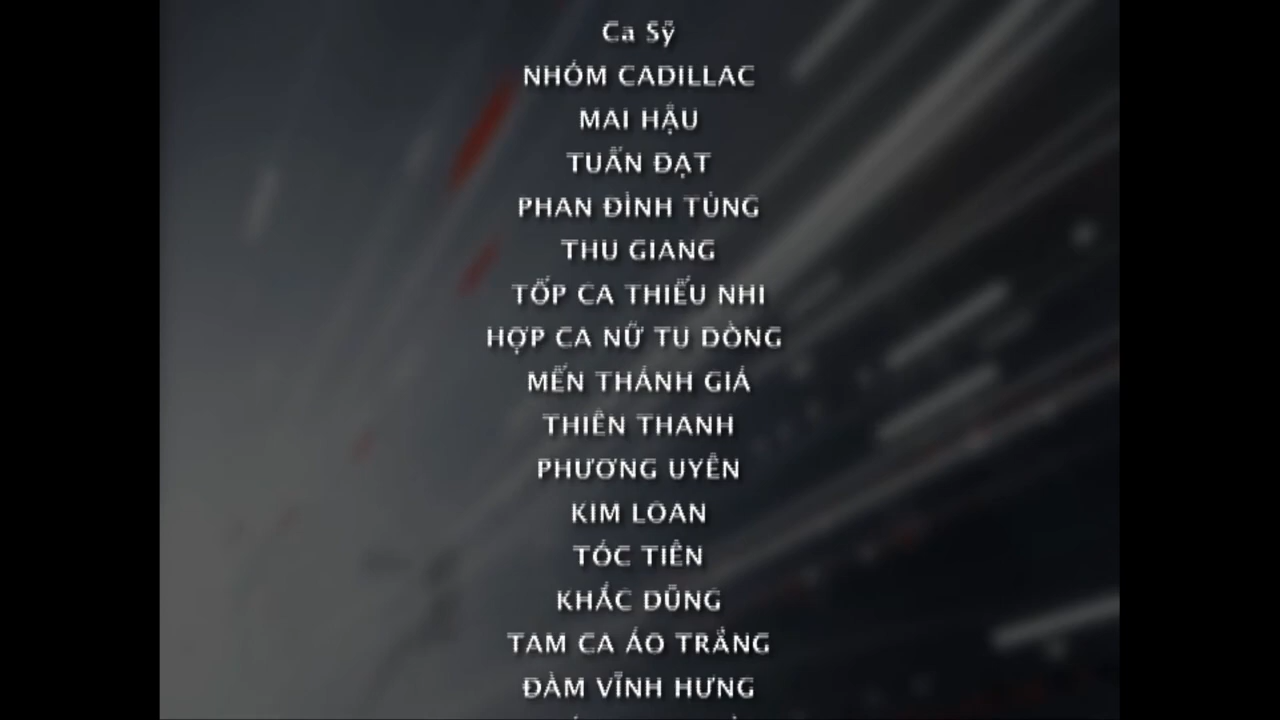 Ca Sỹ
NHÓM CADILLAC
MAI HẬU
TUẤN ĐẠT
PHAN ĐÌNH TÙNG
THU GIANG
TỐP CA THIẾU NHI
HỢP CA NỮ TU DÒNG
MẾN THÁNH GIÁ
THIÊN THANH
PHƯƠNG UYÊN
KIM LOAN
TÓC TIÊN
KHẮC DŨNG
TAM CA ÁO TRẮNG
ĐÀM VĨNH HƯNG